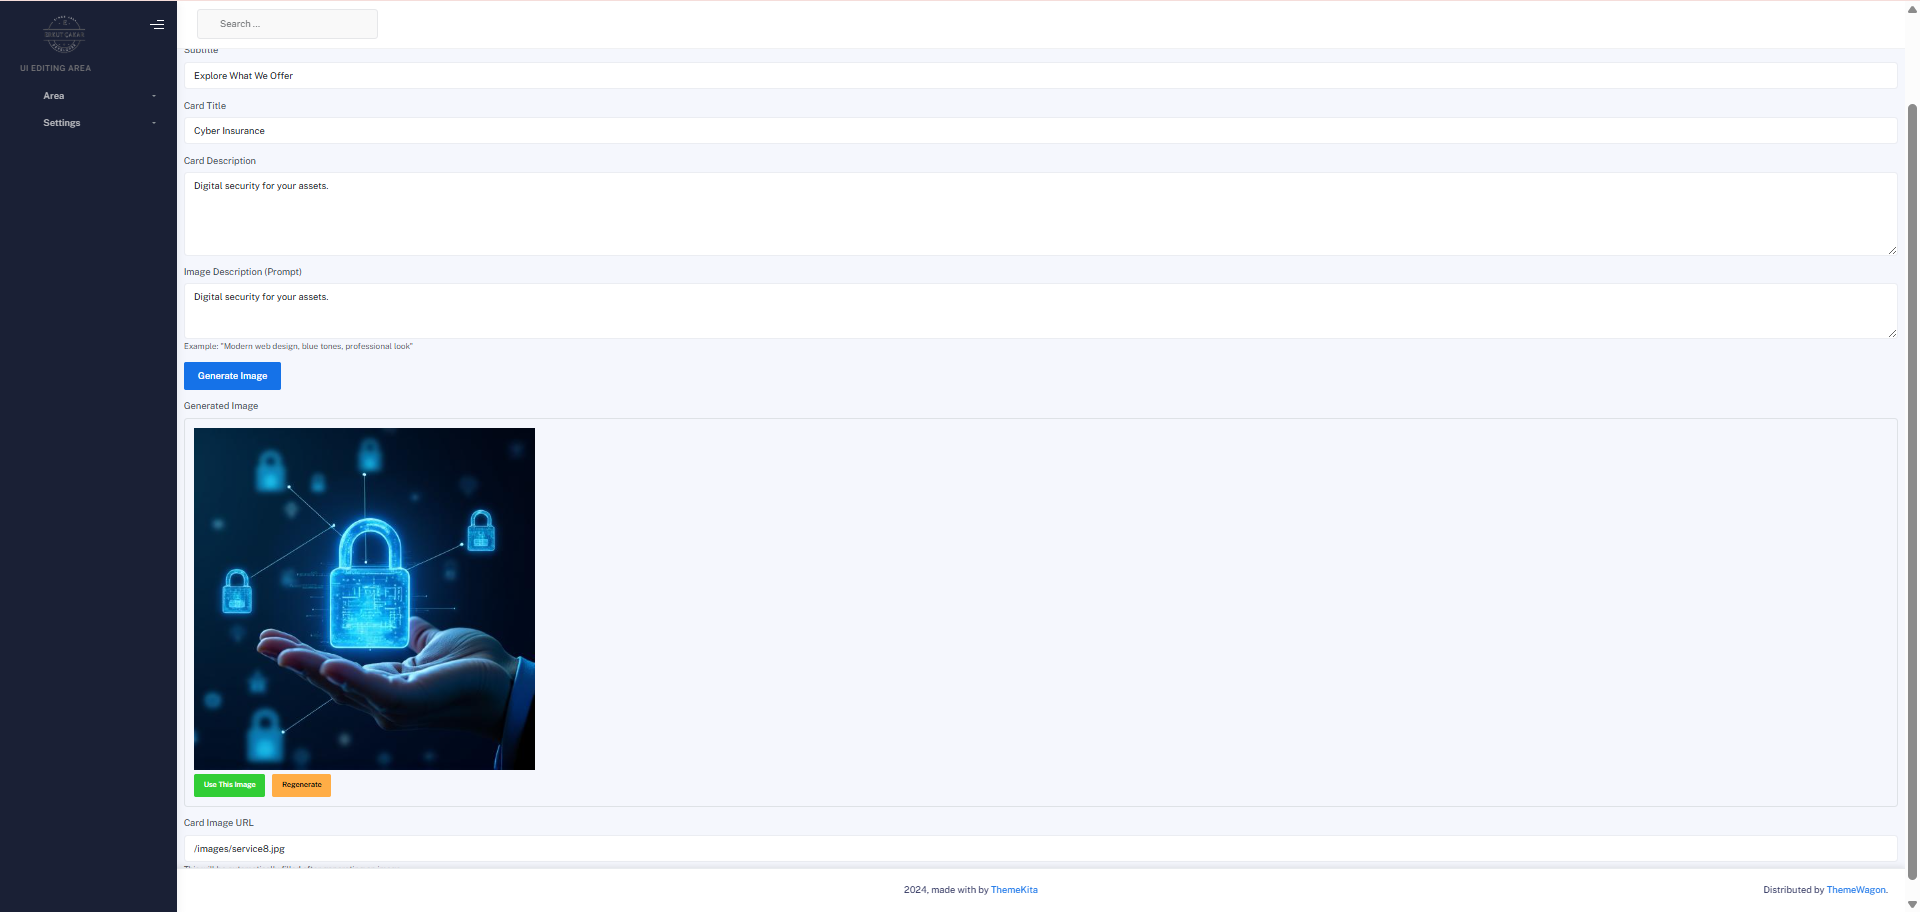 Search ...
UI EDITING AREA
Area
Settings
Subtitle
Explore What We Offer
Card Title
Cyber Insurance
Card Description
Digital security for your assets.
Image Description (Prompt)
Digital security for your assets.
Example: "Modern web design, blue tones, professional look"
Generate Image
Generated Image
Use This Image
Regenerate
Card Image URL
/images/service8.jpg
2024, made with by ThemeKita
Distributed by ThemeWagon.